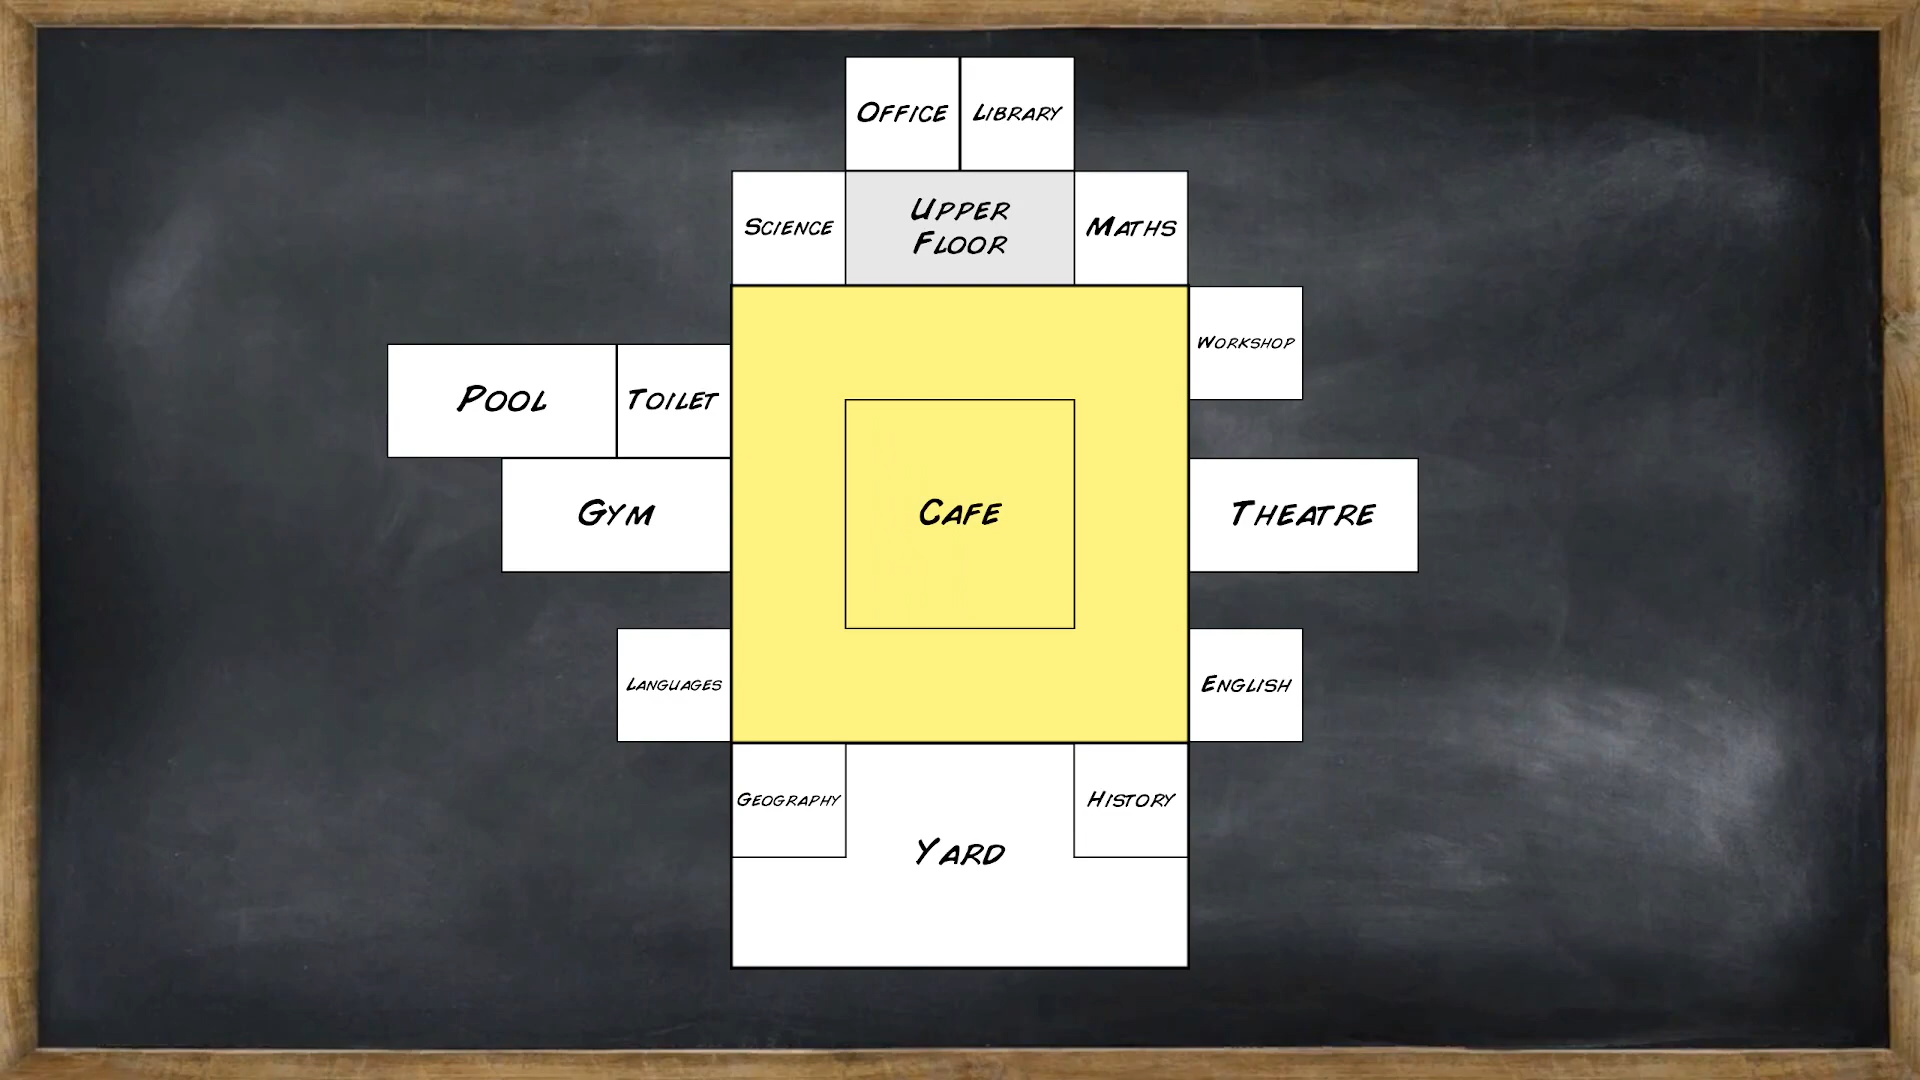 Office
Library
Science
Upper
Floor
Maths
Workshop
Pool
Toilet
Gym
Cafe
Theatre
Languages
English
Geography
History
Yard